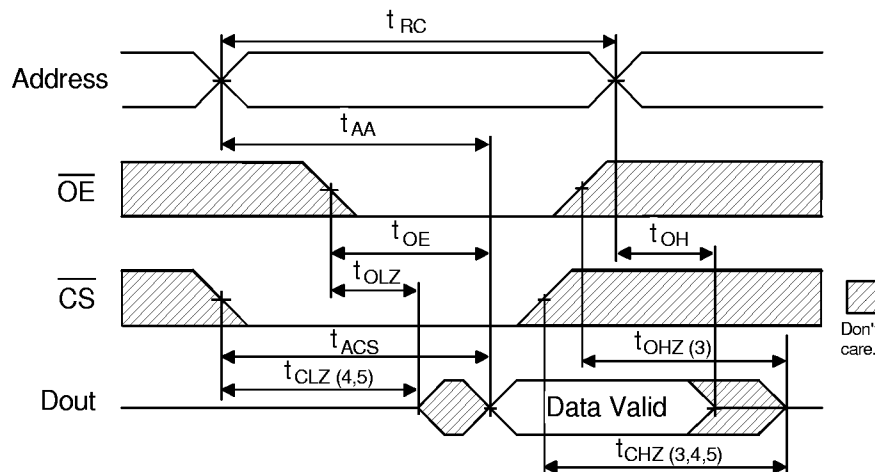 t RC
Address
t AA
OE
t OE
t OH
t OLZ
CS
Don't
care.
t ACS
t OHZ (3)
t CLZ (4,5)
Dout
Data Valid
t CHZ (3,4,5)